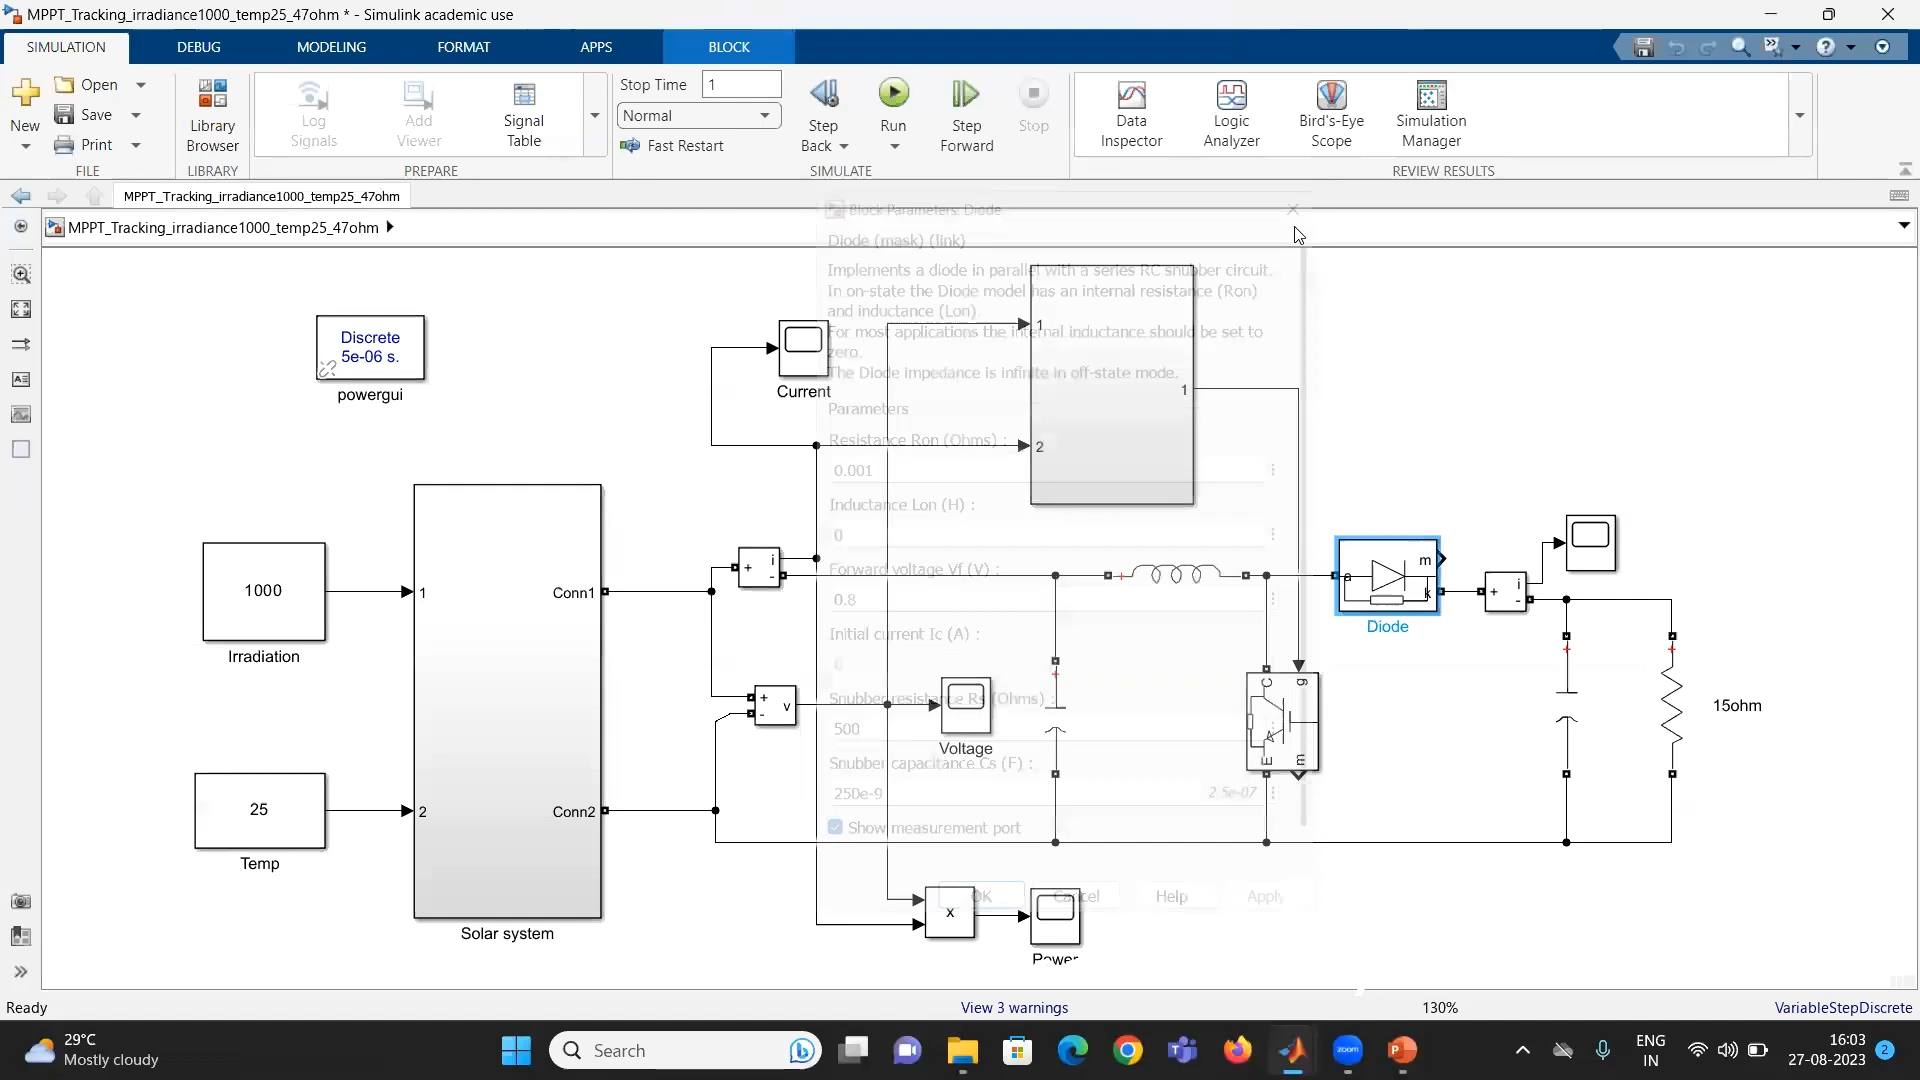 MPPT_Tracking_irradiance1000_temp25_47ohm * - Simulink academic use
SIMULATION DEBUG MODELING FORMAT APPS BLOCK
New
Open
Save
Print
FILE
Library
Browser
LIBRARY
Log
Signals
Add
Viewer
Signal
Table
PREPARE
Stop Time 1
Normal
Fast Restart
Step
Back
Run
Step
Forward
Stop
SIMULATE
Data
Inspector
Logic
Analyzer
Bird's-Eye
Scope
Simulation
Manager
REVIEW RESULTS
MPPT_Tracking_irradiance1000_temp25_47ohm
MPPT_Tracking_irradiance1000_temp25_47ohm
Block Parameters: Diode
Diode (mask) (link)
Implements a diode in parallel with a series RC snubber circuit.
In on-state the Diode model has an internal resistance (Ron)
and inductance (Lon).
For most applications the internal inductance should be set to
zero.
The Diode impedance is infinite in off-state mode.
Parameters
Resistance Ron (Ohms) :
0.001
Inductance Lon (H) :
0
Forward voltage Vf (V) :
0.8
Initial current Ic (A) :
0
Snubber resistance Rs (Ohms) :
500
Snubber capacitance Cs (F) :
250e-9 2.5e-07
Show measurement port
OK Cancel Help Apply
Discrete
5e-06 s.
powergui
Current
1
2
1
1000
Irradiation
25
Temp
1
2
Conn1
Conn2
Solar system
+ i -
+ - v
Voltage
x
Power
C g
E m
a m k
Diode
+ i -
15ohm
Ready
View 3 warnings
130%
VariableStepDiscrete
29°C
Mostly cloudy
Search
zoom
ENG
IN
16:03
27-08-2023
2